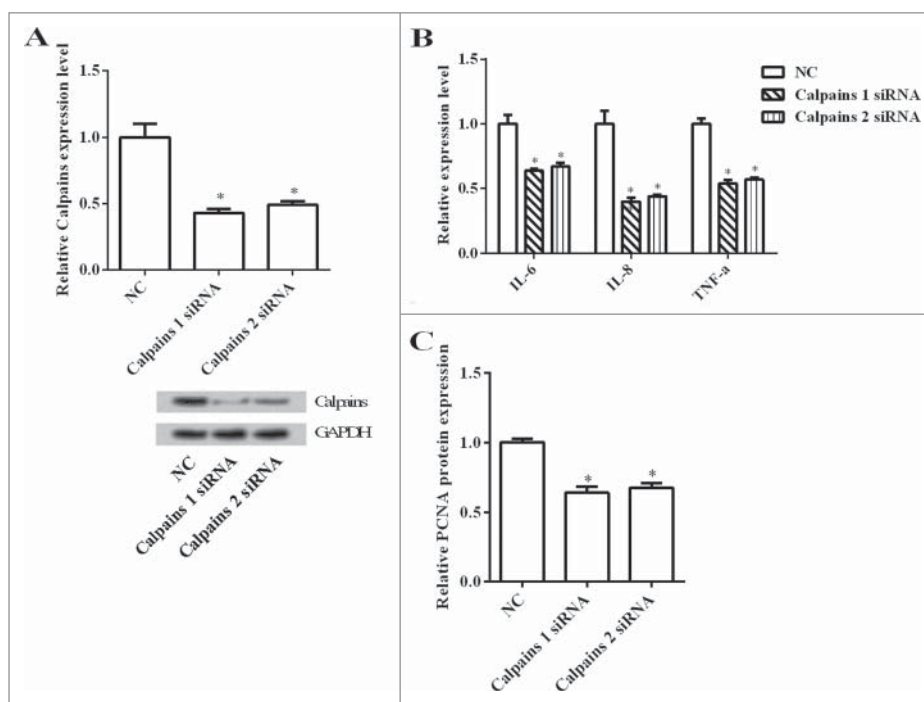 A
Relative Calpains expression level
1.5
1.0
0.5
0.0
*
*
NC
Calpains 1 siRNA
Calpains 2 siRNA
Calpains
GAPDH
NC
Calpains 1 siRNA
Calpains 2 siRNA
B
Relative expression level
1.5
1.0
0.5
0.0
* *
* *
* *
IL-6
IL-8
TNF-a
NC
Calpains 1 siRNA
Calpains 2 siRNA
C
Relative PCNA protein expression
1.5
1.0
0.5
0.0
*
*
NC
Calpains 1 siRNA
Calpains 2 siRNA